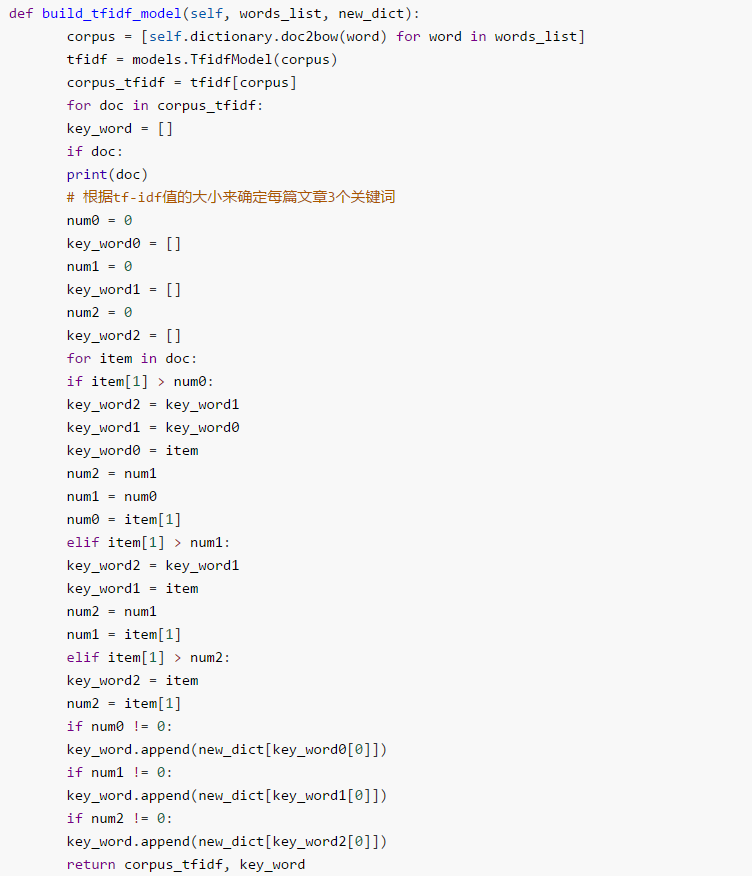 def build_tfidf_model(self, words_list, new_dict):
corpus = [self.dictionary.doc2bow(word) for word in words_list]
tfidf = models.TfidfModel(corpus)
corpus_tfidf = tfidf[corpus]
for doc in corpus_tfidf:
key_word = []
if doc:
print(doc)
# 根据tf-idf值的大小来确定每篇文章3个关键词
num0 = 0
key_word0 = []
num1 = 0
key_word1 = []
num2 = 0
key_word2 = []
for item in doc:
if item[1] > num0:
key_word2 = key_word1
key_word1 = key_word0
key_word0 = item
num2 = num1
num1 = num0
num0 = item[1]
elif item[1] > num1:
key_word2 = key_word1
key_word1 = item
num2 = num1
num1 = item[1]
elif item[1] > num2:
key_word2 = item
num2 = item[1]
if num0 != 0:
key_word.append(new_dict[key_word0[0]])
if num1 != 0:
key_word.append(new_dict[key_word1[0]])
if num2 != 0:
key_word.append(new_dict[key_word2[0]])
return corpus_tfidf, key_word